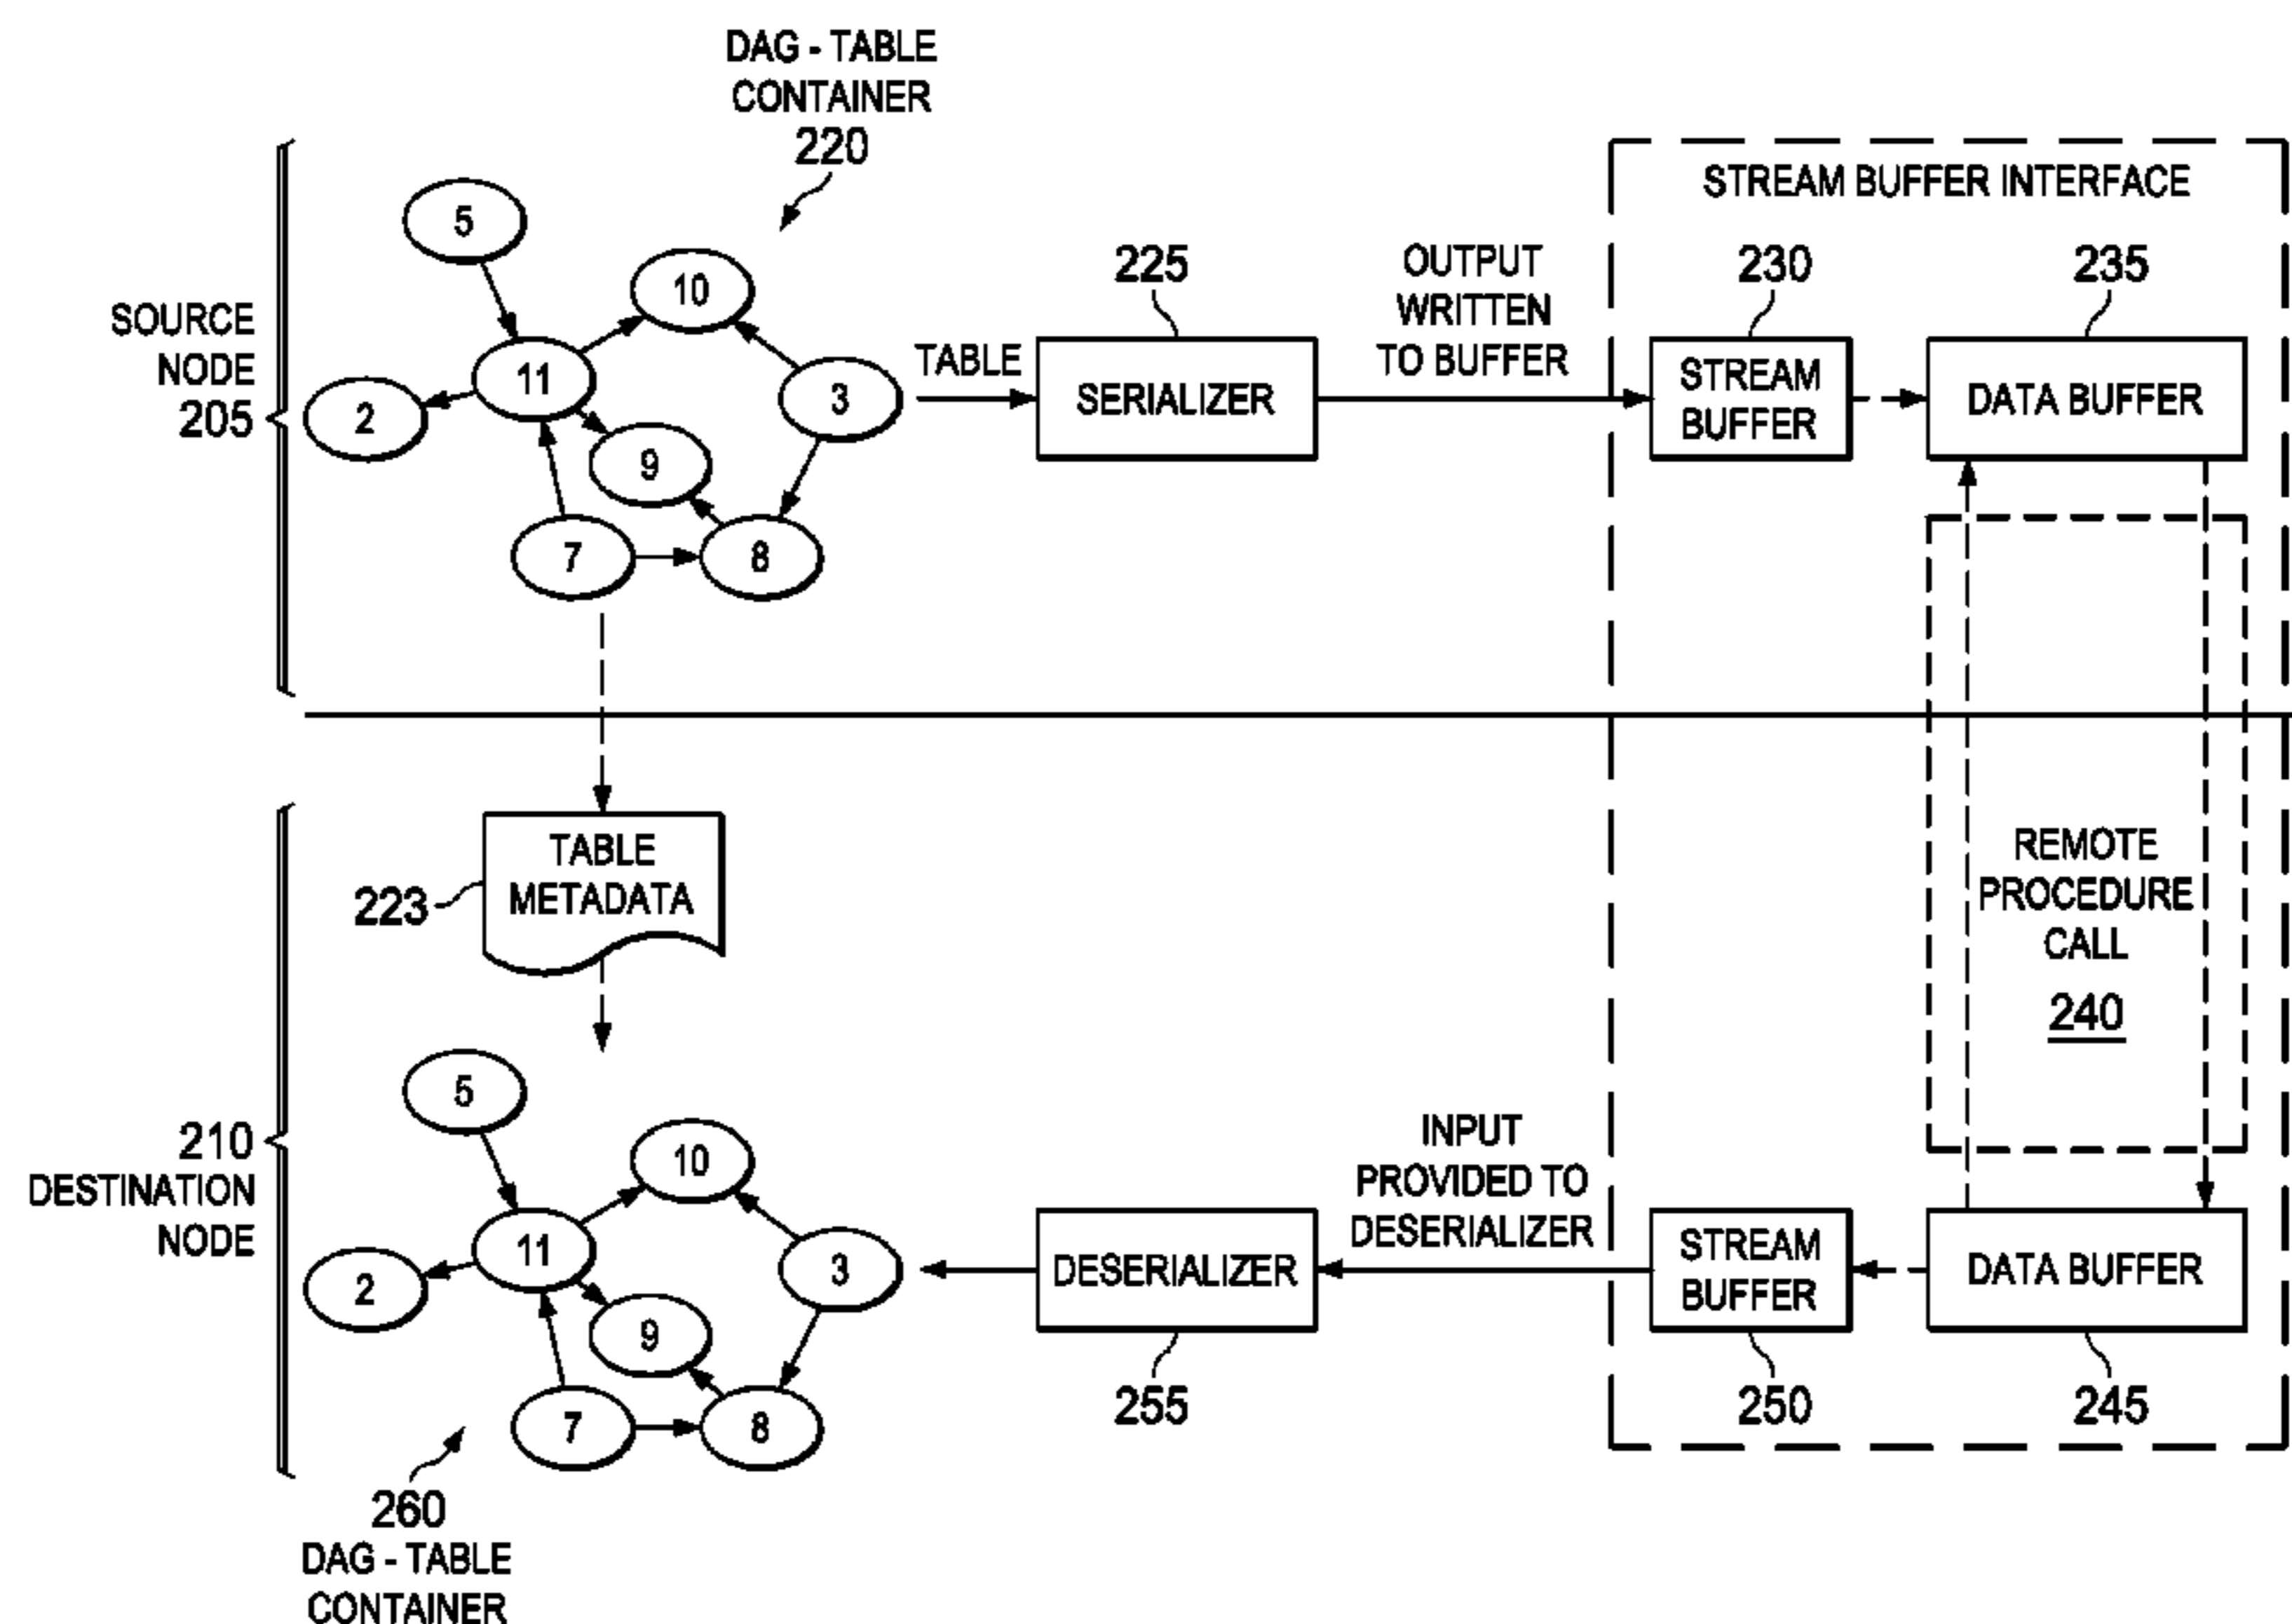 DAG - TABLE
CONTAINER
220
STREAM BUFFER INTERFACE
SOURCE
NODE
205
5
10
11
2
3
9
7
8
TABLE
225
SERIALIZER
OUTPUT
WRITTEN
TO BUFFER
230
STREAM
BUFFER
235
DATA BUFFER
TABLE
METADATA
223
REMOTE
PROCEDURE
CALL
240
210
DESTINATION
NODE
5
10
11
2
3
9
7
8
DESERIALIZER
255
INPUT
PROVIDED TO
DESERIALIZER
STREAM
BUFFER
250
DATA BUFFER
245
260
DAG - TABLE
CONTAINER